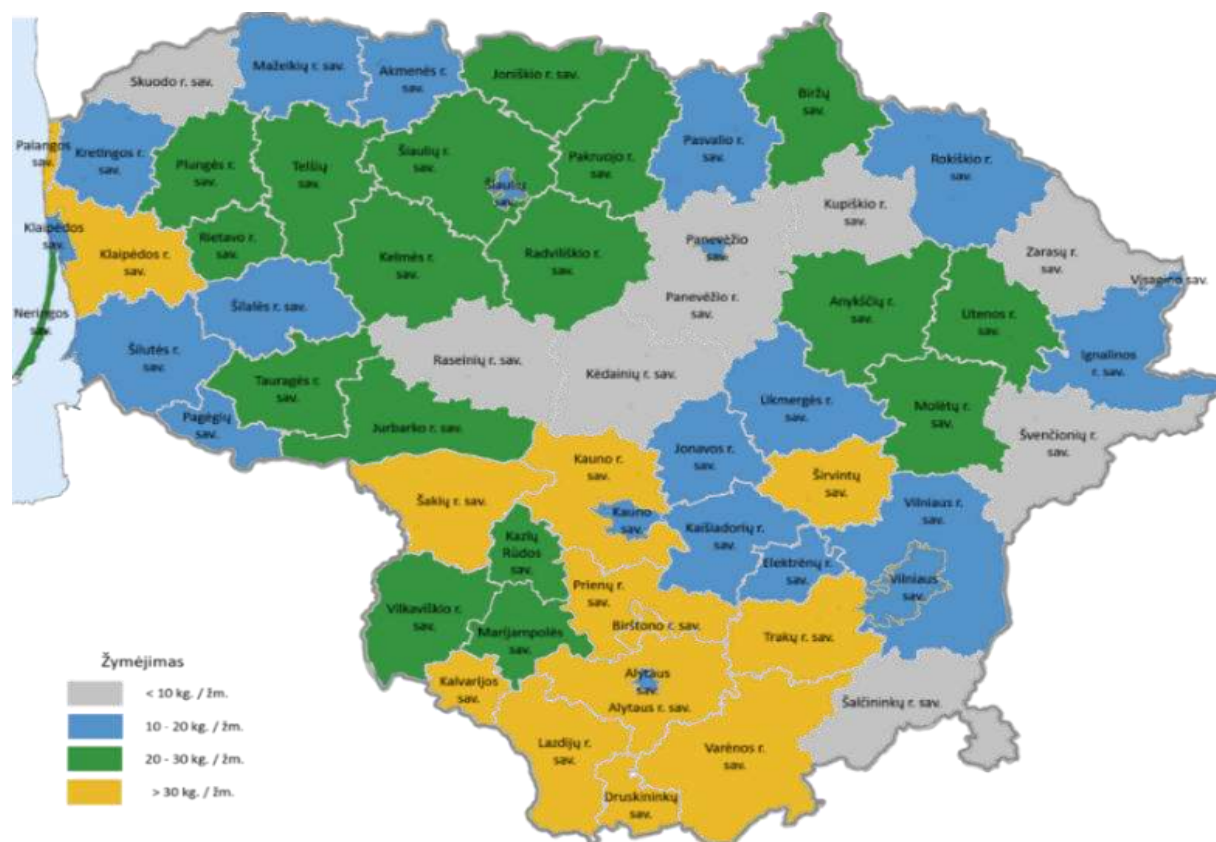 Skuodo r. sav.
Mažeikių r. sav.
Akmenės r.
sav.
Joniškio r. sav.
Biržų
sav.
Palangos
sav.
Kretingos r.
sav.
Plungės r.
sav.
Telšių
sav.
Šiaulių r.
sav.
Šiaulių
sav.
Pakruojo r.
sav.
Pasvalio r.
sav.
Rokiškio r.
sav.
Kupiškio r.
sav.
Zarasų r.
sav.
Visagino sav.
Klaipėdos
sav.
Klaipėdos r.
sav.
Rietavo r.
sav.
Kelmės r.
sav.
Radviliškio r.
sav.
Panevėžio
sav.
Panevėžio r.
sav.
Anykščių r.
sav.
Utenos r.
sav.
Ignalinos
r. sav.
Neringos
sav.
Šilutės r.
sav.
Šilalės r. sav.
Raseinių r. sav.
Kėdainių r. sav.
Ukmergės r.
sav.
Molėtų r.
sav.
Švenčionių r.
sav.
Pagėgių
sav.
Tauragės r.
sav.
Jurbarko r. sav.
Jonavos r.
sav.
Širvintų
sav.
Šakių r. sav.
Kauno r.
sav.
Kauno
sav.
Kaišiadorių r.
sav.
Elektrėnų r.
sav.
Vilniaus r.
sav.
Vilniaus
sav.
Kazlų
Rūdos
sav.
Vilkaviškio r.
sav.
Marijampolės
sav.
Prienų r.
sav.
Birštono r. sav.
Trakų r. sav.
Kalvarijos
sav.
Alytaus
sav.
Alytaus r. sav.
Šalčininkų r. sav.
Lazdijų r.
sav.
Varėnos r.
sav.
Druskininkų
sav.
Žymėjimas
< 10 kg. / žm.
10 - 20 kg. / žm.
20 - 30 kg. / žm.
> 30 kg. / žm.